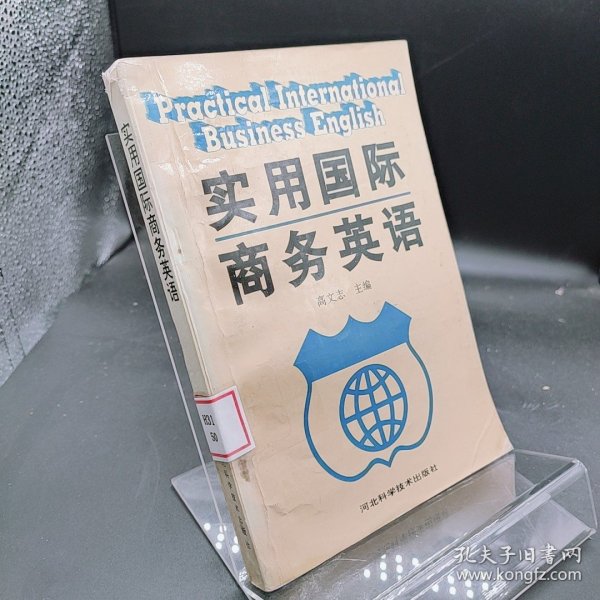 Practical International
Business English
实用国际
商务英语
高文志 主编
河北科学技术出版社
实用国际商务英语
H31
50
孔夫子旧书网
www.kongfz.com